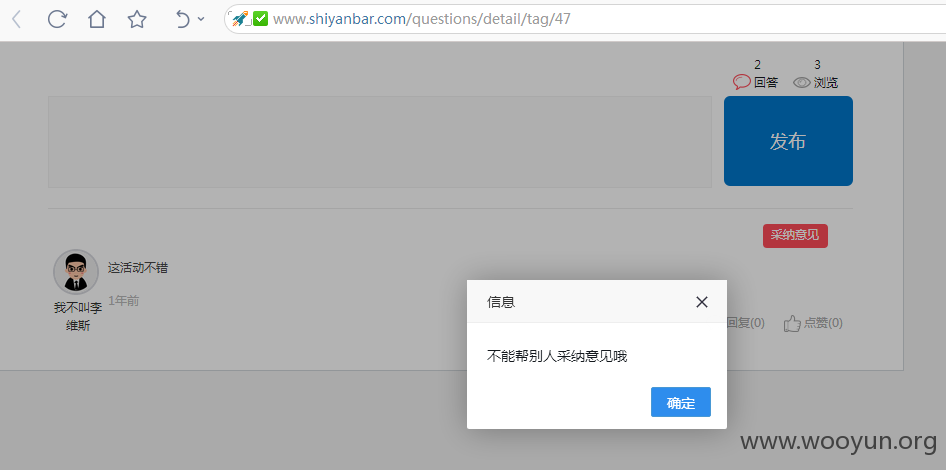 www.shiyanbar.com/questions/detail/tag/47
2
3
回答
浏览
发布
采纳意见
这活动不错
1年前
我不叫李
维斯
回复(0)
点赞(0)
信息
不能帮别人采纳意见哦
确定
www.wooyun.org